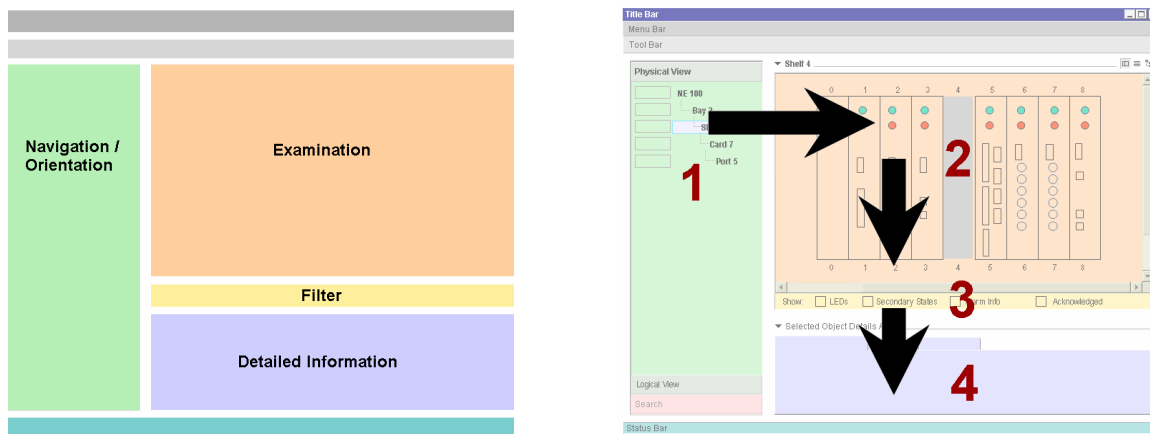 Navigation /
Orientation
Examination
Filter
Detailed Information
Title Bar
Menu Bar
Tool Bar
Physical View
NE 100
Bay
Card 7
Port 5
1
Logical View
Search
Shelf 4
0 1 2 3 4 5 6 7 8
2
0 1 2 3 4 5 6 7 8
Show: LEDs Secondary States Info Acknowledged
3
Selected Object Details
4
Status Bar